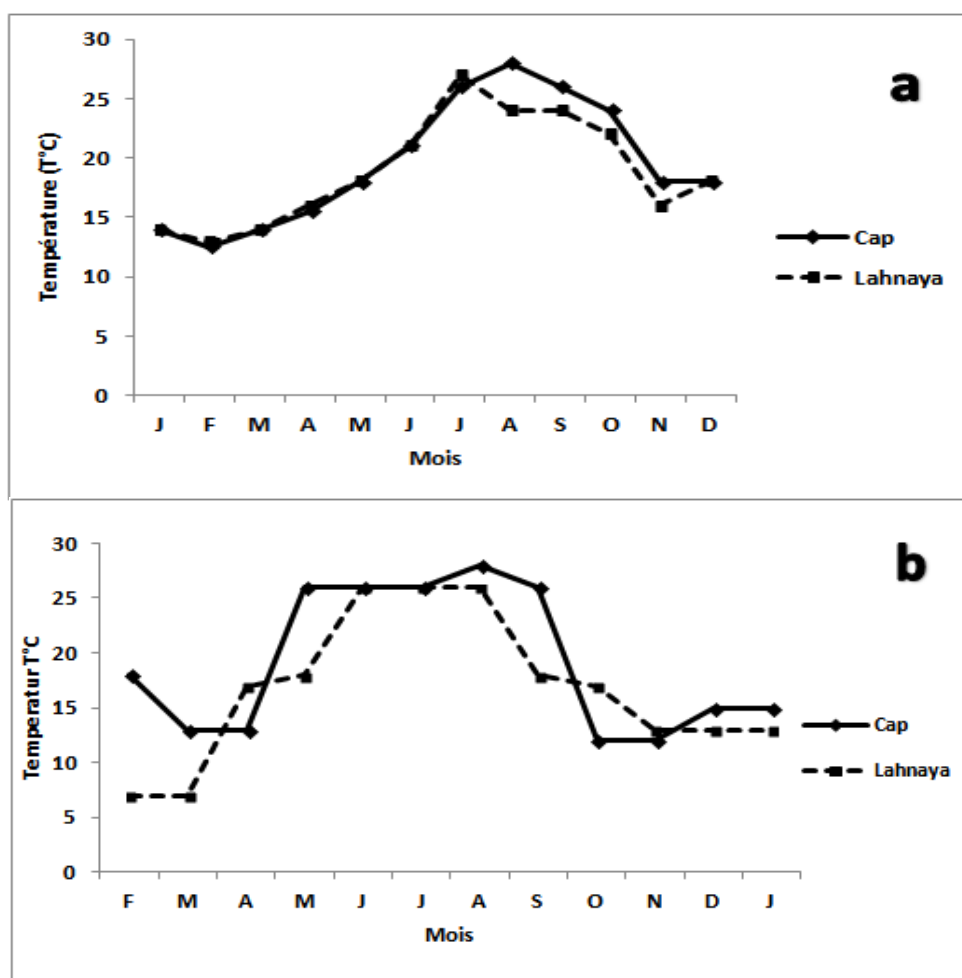 a
Température (T°C)
30
25
20
15
10
5
0
J F M A M J J A S O N D
Mois
Cap
Lahnaya
b
Temperatur T°C
30
25
20
15
10
5
0
F M A M J J A S O N D J
Mois
Cap
Lahnaya